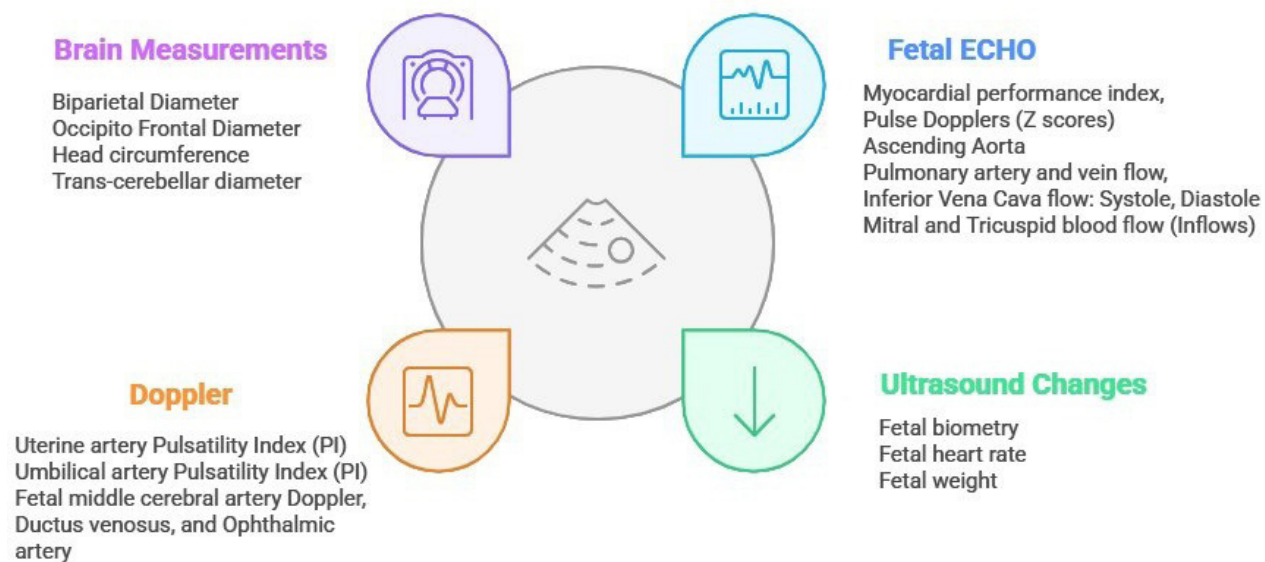 Brain Measurements
Biparietal Diameter
Occipito Frontal Diameter
Head circumference
Trans-cerebellar diameter
Fetal ECHO
Myocardial performance index,
Pulse Dopplers (Z scores)
Ascending Aorta
Pulmonary artery and vein flow,
Inferior Vena Cava flow: Systole, Diastole
Mitral and Tricuspid blood flow (Inflows)
Doppler
Uterine artery Pulsatility Index (PI)
Umbilical artery Pulsatility Index (PI)
Fetal middle cerebral artery Doppler,
Ductus venosus, and Ophthalmic
artery
Ultrasound Changes
Fetal biometry
Fetal heart rate
Fetal weight